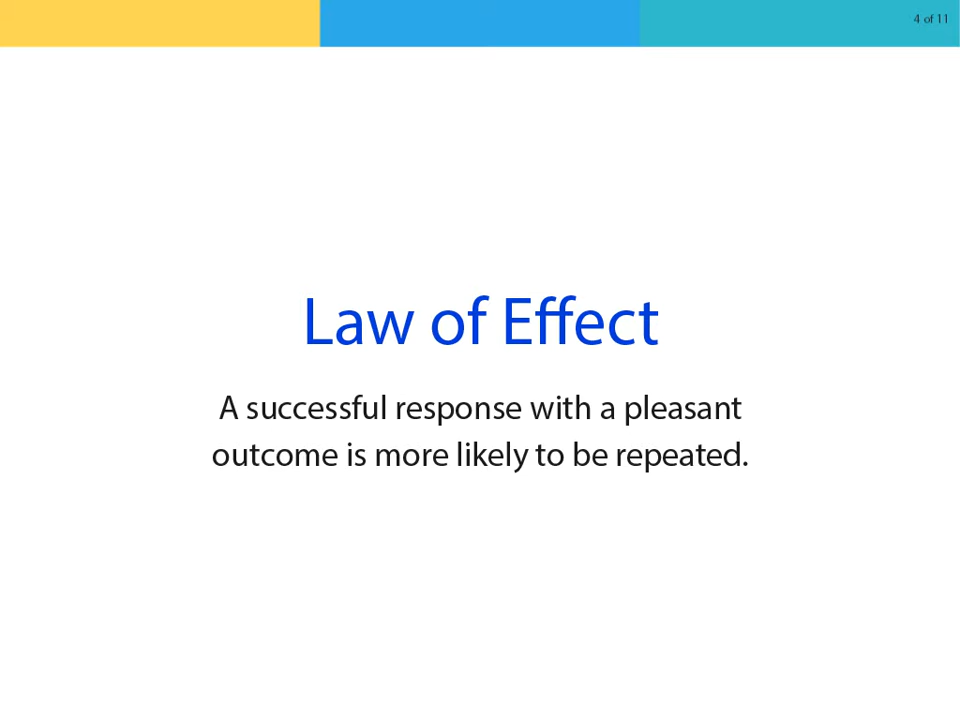 4 of 11
Law of Effect
A successful response with a pleasant
outcome is more likely to be repeated.